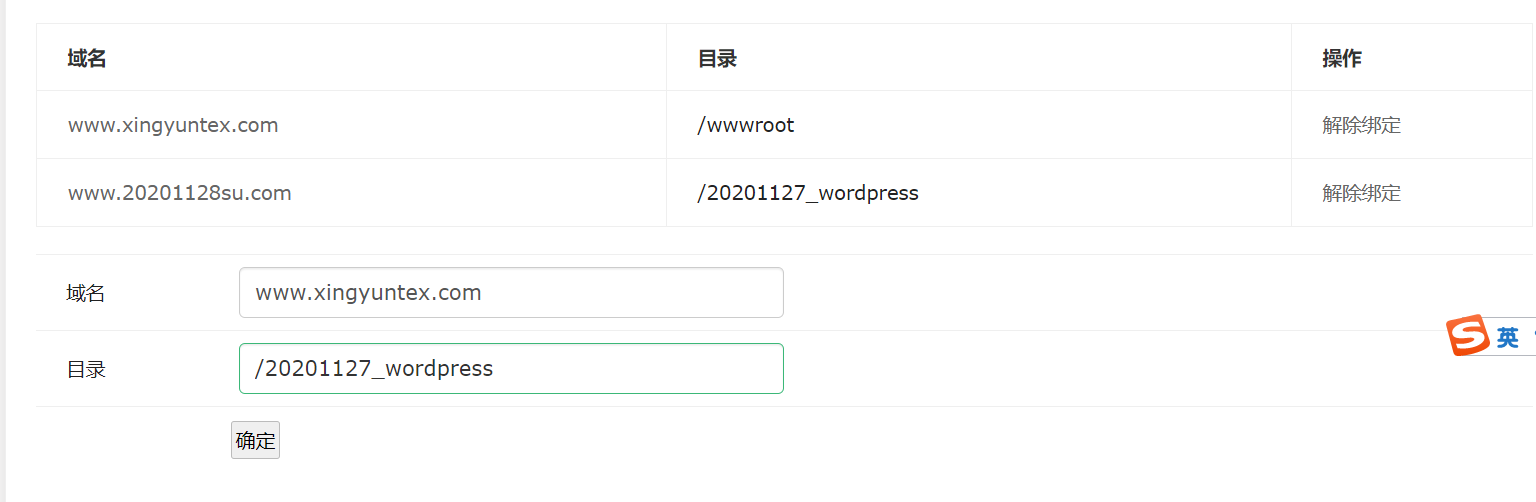 域名 目录 操作
www.xingyuntex.com /wwwroot 解除绑定
www.20201128su.com /20201127_wordpress 解除绑定
域名 www.xingyuntex.com
英
目录 /20201127_wordpress
确定